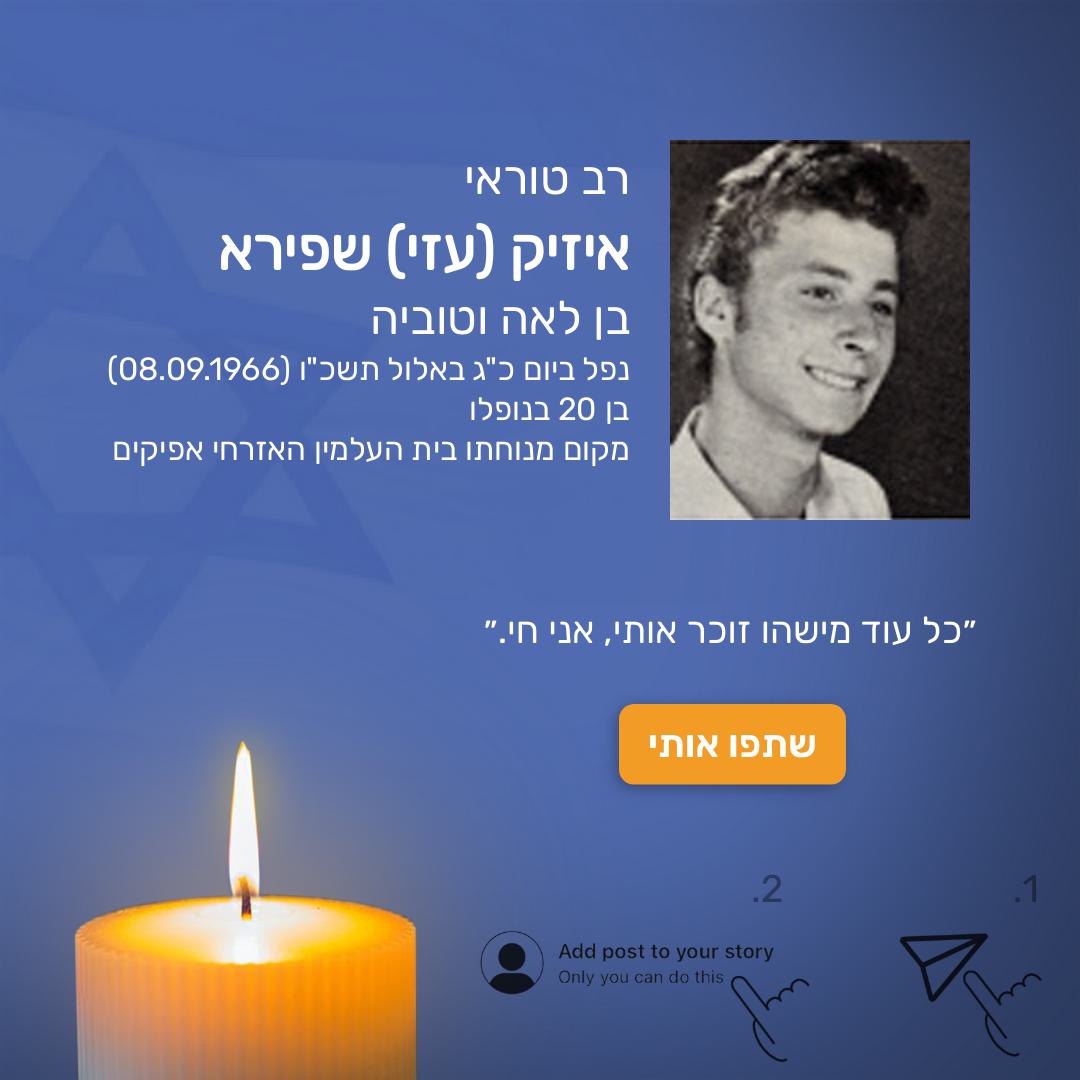 רב טוראי
איזיק (עזי) שפירא
בן לאה וטוביה
נפל ביום כ"ג באלול תשכ"ו (08.09.1966)
בן 20 בנופלו
מקום מנוחתו בית העלמין האזרחי אפיקים
״כל עוד מישהו זוכר אותי, אני חי.״
שתפו אותי
1.
2.
Add post to your story
Only you can do this